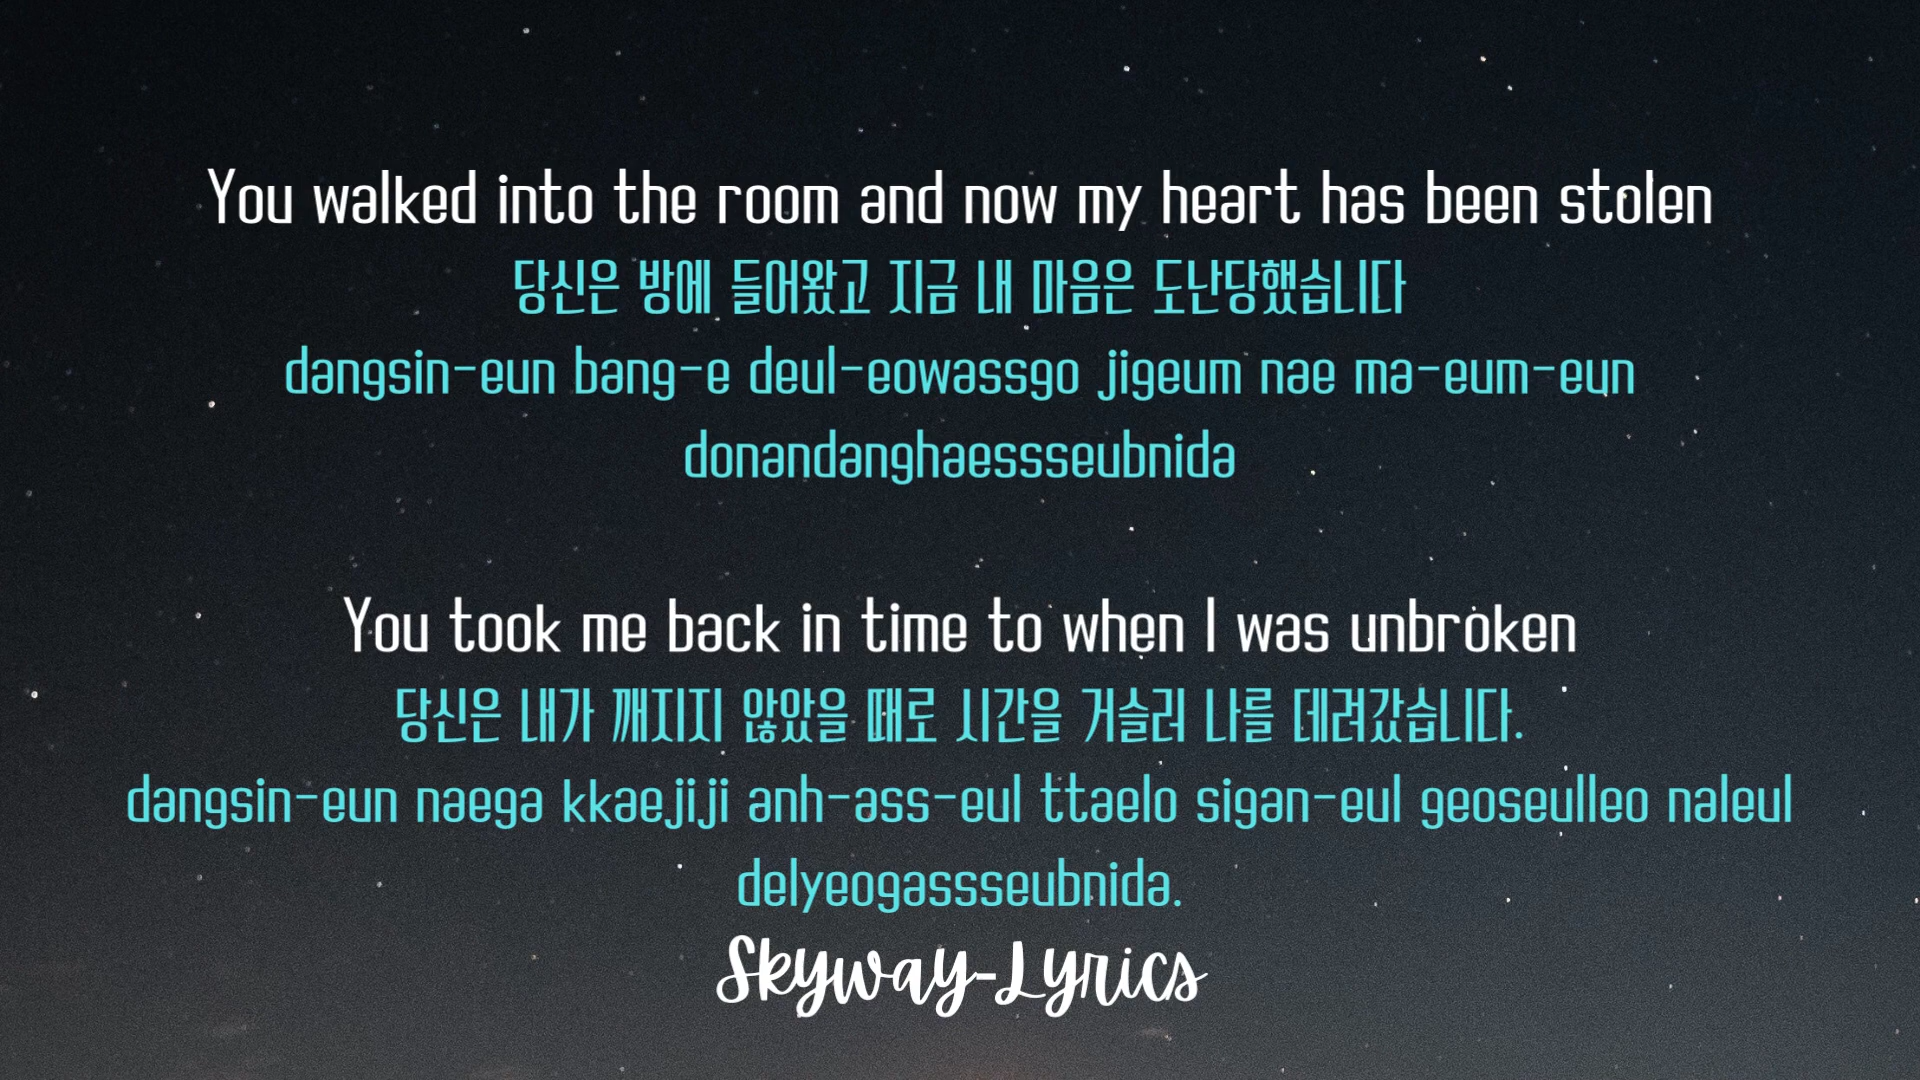 You walked into the room and now my heart has been stolen
당신은 방에 들어왔고 지금 내 마음은 도난당했습니다
dangsin-eun bang-e deul-eowassgo jigeum nae ma-eum-eun
donandanghaessseubnida
You took me back in time to when I was unbroken
당신은 내가 깨지지 않았을 때로 시간을 거슬러 나를 데려갔습니다.
dangsin-eun naega kkaejiji anh-ass-eul ttaelo sigan-eul geoseulleo naleul
delyeogassseubnida.
Skyway-Lyrics